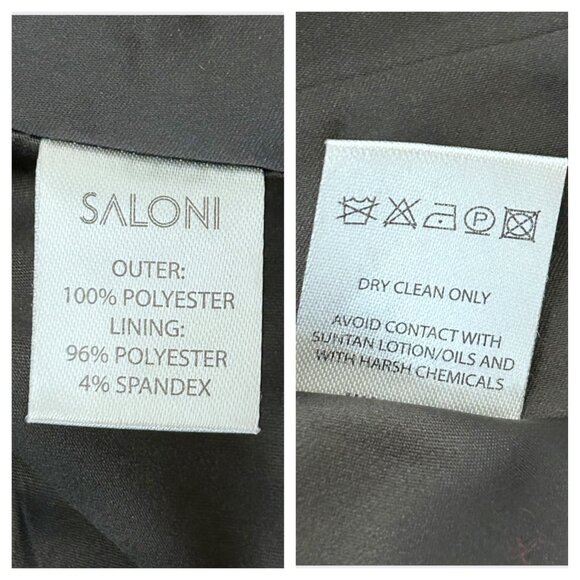 SALONI
OUTER:
100% POLYESTER
LINING:
96% POLYESTER
4% SPANDEX
P
DRY CLEAN ONLY
AVOID CONTACT WITH
SUNTAN LOTION/OILS AND
WITH HARSH CHEMICALS